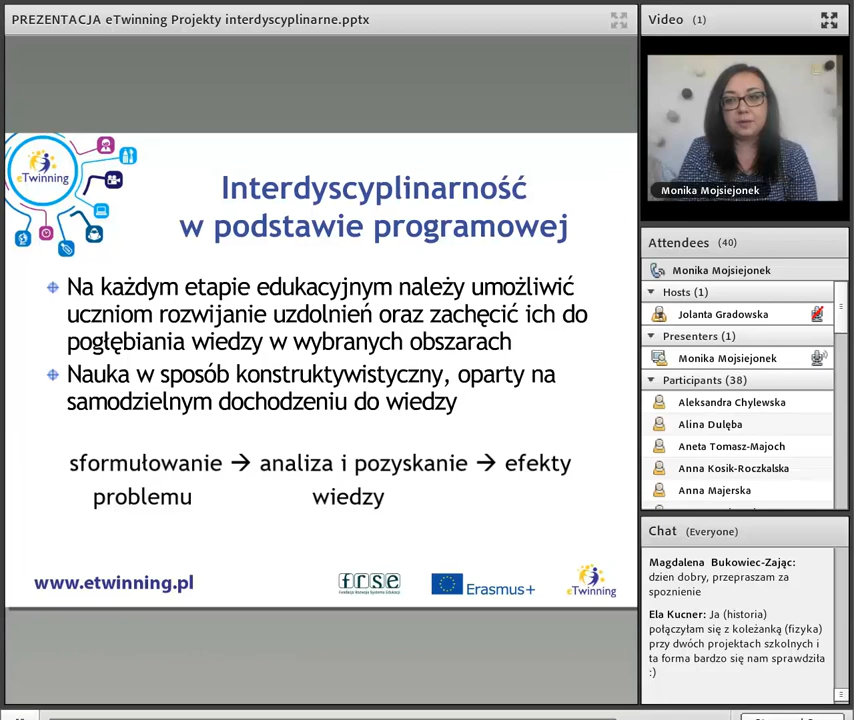 PREZENTACJA eTwinning Projekty interdyscyplinarne.pptx
eTwinning
Interdyscyplinarność
w podstawie programowej
Na każdym etapie edukacyjnym należy umożliwić
uczniom rozwijanie uzdolnień oraz zachęcić ich do
pogłębiania wiedzy w wybranych obszarach
Nauka w sposób konstruktywistyczny, oparty na
samodzielnym dochodzeniu do wiedzy
sformułowanie → analiza i pozyskanie → efekty
problemu wiedzy
www.etwinning.pl
frse
Fundacja Rozwoju Systemu Edukacji
Erasmus+
eTwinning
Video (1)
Monika Mojsiejonek
Attendees (40)
Monika Mojsiejonek
Hosts (1)
Jolanta Gradowska
Presenters (1)
Monika Mojsiejonek
Participants (38)
Aleksandra Chylewska
Alina Dulęba
Aneta Tomasz-Majoch
Anna Kosik-Roczkalska
Anna Majerska
Chat (Everyone)
Magdalena Bukowiec-Zając:
dzien dobry, przepraszam za
spoznienie
Ela Kucner: Ja (historia)
połączyłam się z koleżanką (fizyka)
przy dwóch projektach szkolnych i
ta forma bardzo się nam sprawdziła
:)